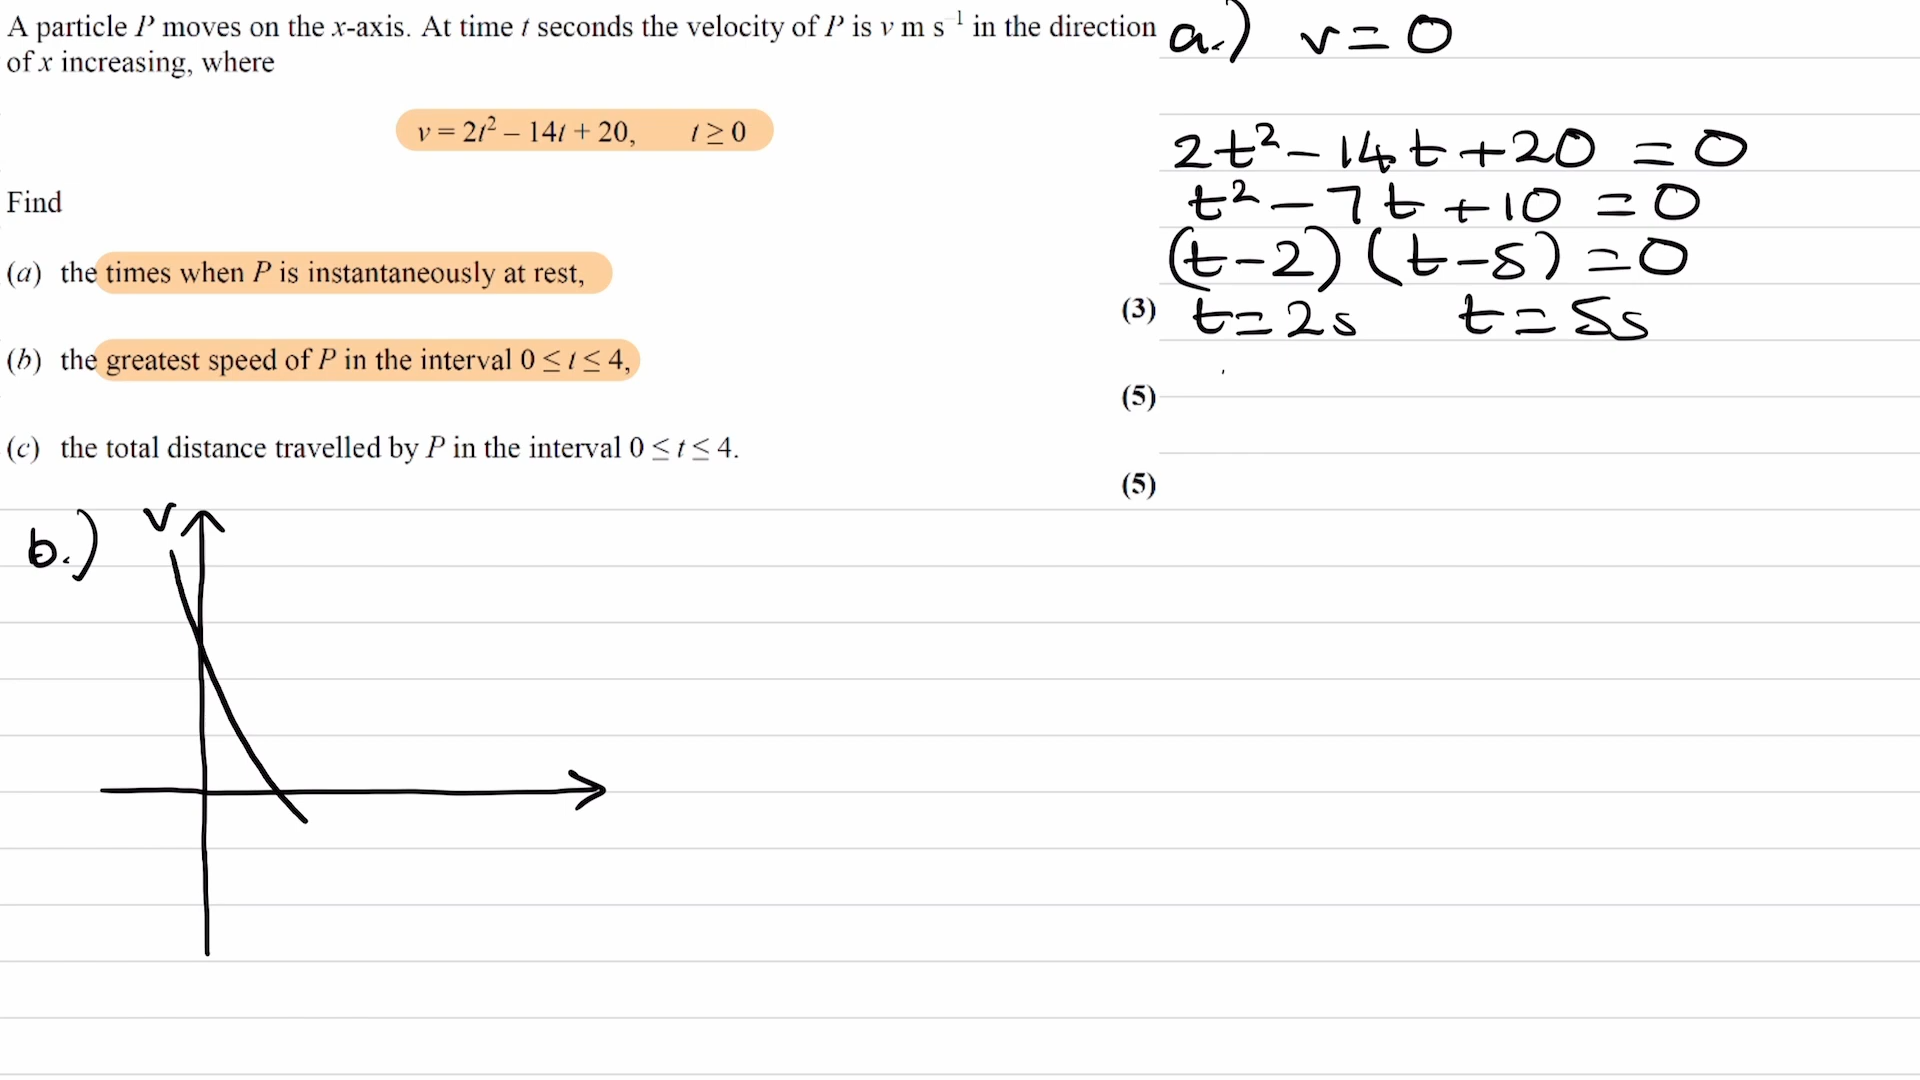 A particle P moves on the x-axis. At time t seconds the velocity of P is v m s⁻¹ in the direction
of x increasing, where
v = 2t² – 14t + 20, t ≥ 0
Find
(a) the times when P is instantaneously at rest,
(3)
(b) the greatest speed of P in the interval 0 ≤ t ≤ 4,
(5)
(c) the total distance travelled by P in the interval 0 ≤ t ≤ 4.
(5)
a.) v = 0
2t² – 14t + 20 = 0
t² – 7t + 10 = 0
(t – 2) (t – 5) = 0
t = 2s t = 5s
b.) v